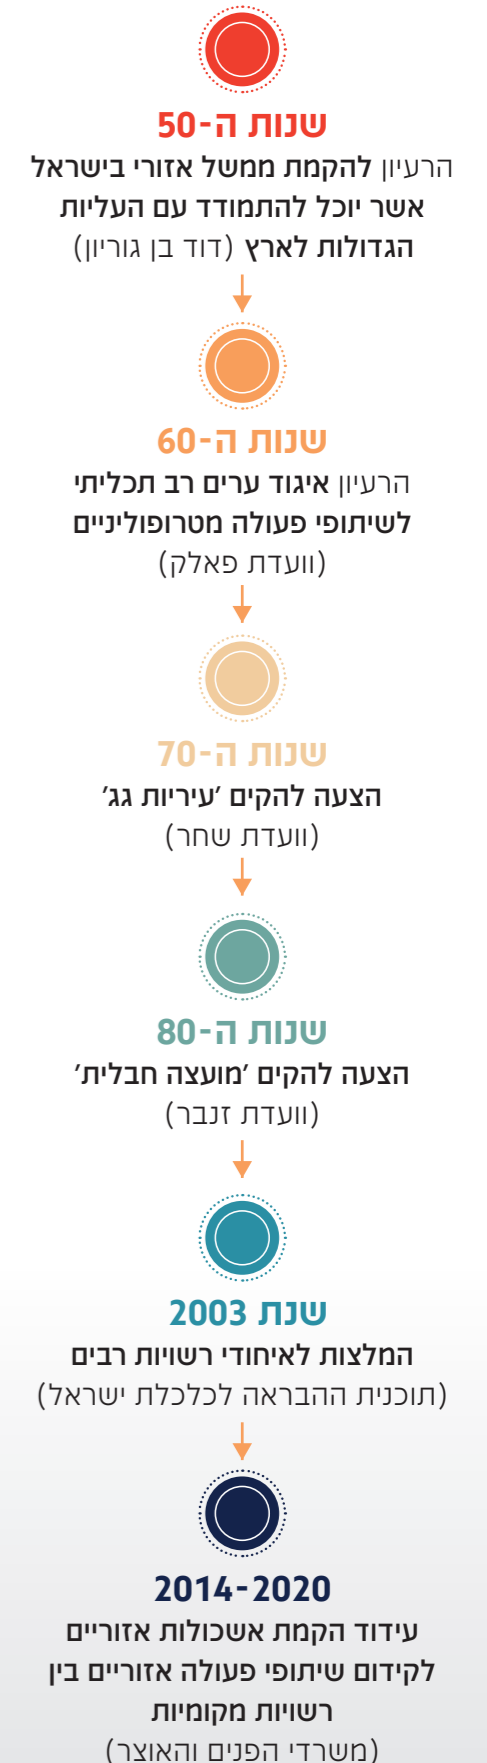 שנות ה-50
הרעיון להקמת ממשל אזורי בישראל
אשר יוכל להתמודד עם העליות
הגדולות לארץ (דוד בן גוריון)
שנות ה-60
הרעיון איגוד ערים רב תכליתי
לשיתופי פעולה מטרופוליניים
(וועדת פאלק)
שנות ה-70
הצעה להקים 'עיריות גג'
(וועדת שחר)
שנות ה-80
הצעה להקים 'מועצה חבלית'
(וועדת זנבר)
שנת 2003
המלצות לאיחודי רשויות רבים
(תוכנית ההבראה לכלכלת ישראל)
2014-2020
עידוד הקמת אשכולות אזוריים
לקידום שיתופי פעולה אזוריים בין
רשויות מקומיות
(משרדי הפנים והאוצר)